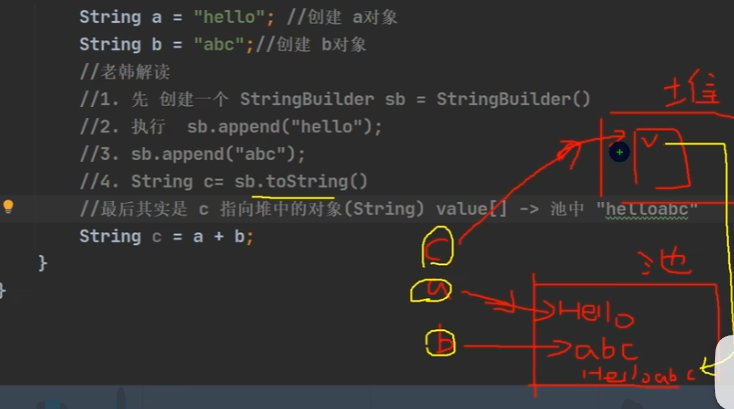 String a = "hello"; //创建 a对象
String b = "abc";//创建 b对象
//老韩解读
//1. 先 创建一个 StringBuilder sb = StringBuilder()
//2. 执行  sb.append("hello");
//3. sb.append("abc");
//4. String c= sb.toString()
//最后其实是 c 指向堆中的对象(String) value[] -> 池中 "helloabc"
String c = a + b;
}
}
堆
v
c
池
a
Hello
b
abc
Helloabc